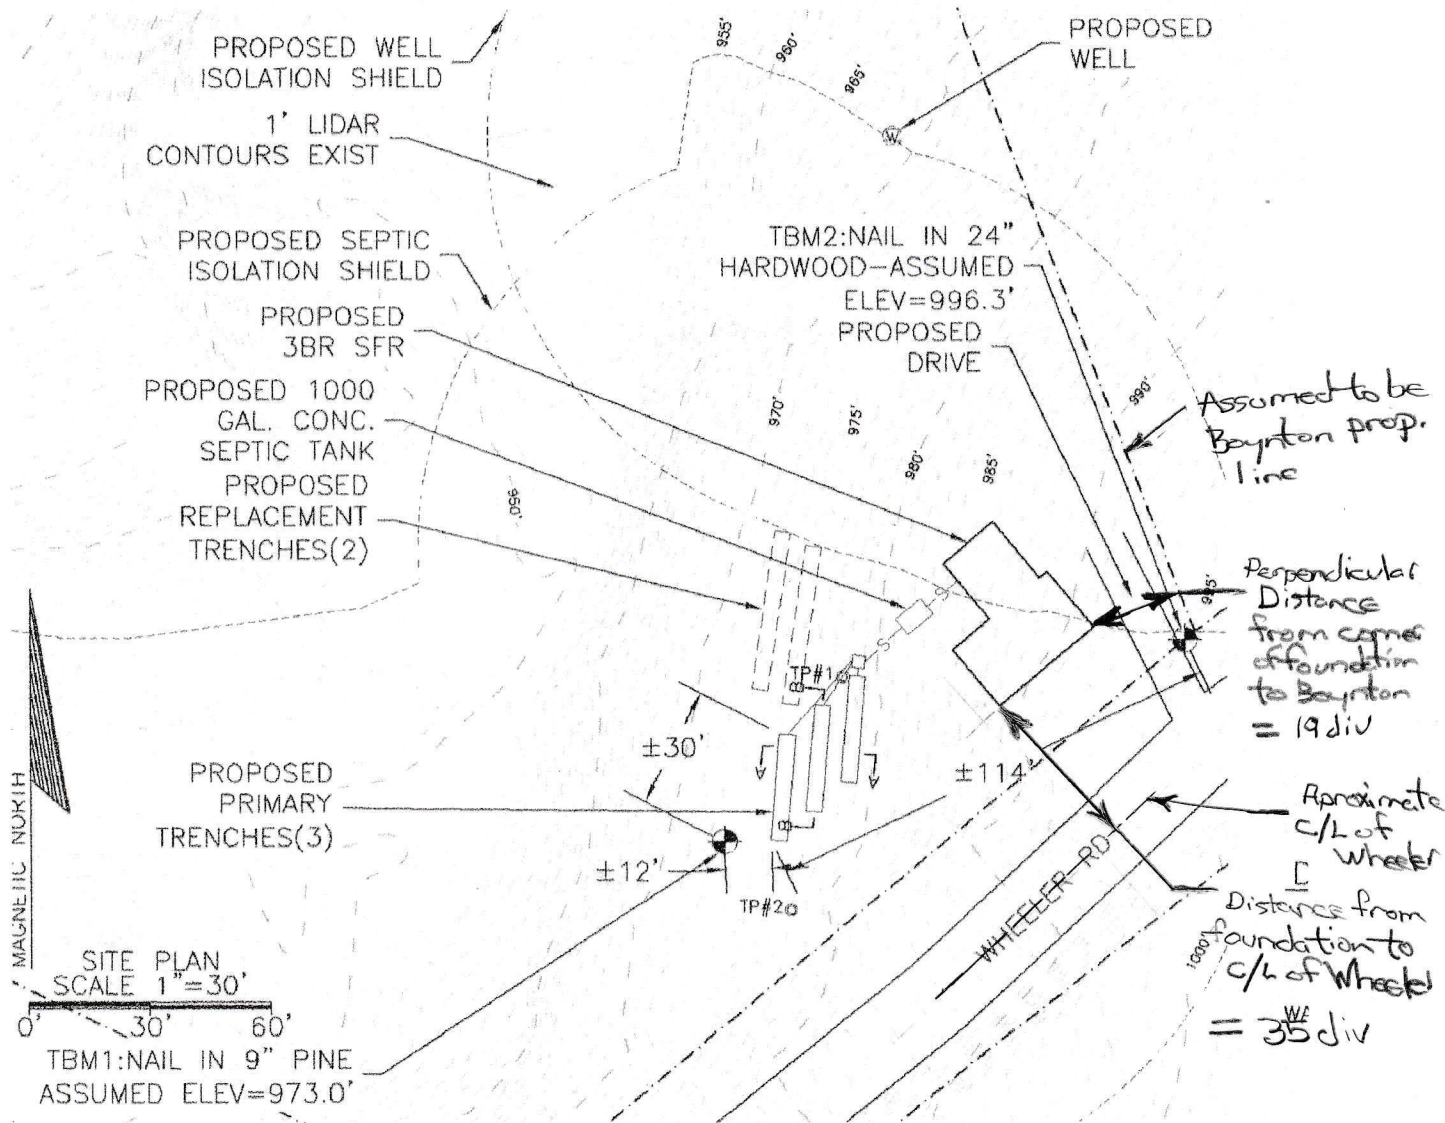 PROPOSED WELL
ISOLATION SHIELD
1' LIDAR
CONTOURS EXIST
PROPOSED SEPTIC
ISOLATION SHIELD
PROPOSED
3BR SFR
PROPOSED 1000
GAL. CONC.
SEPTIC TANK
PROPOSED
REPLACEMENT
TRENCHES(2)
PROPOSED
PRIMARY
TRENCHES(3)
MAGNETIC NORTH
SITE PLAN
SCALE 1"=30'
0' 30' 60'
TBM1:NAIL IN 9" PINE
ASSUMED ELEV=973.0'
955'
960'
965'
PROPOSED
WELL
W
TBM2:NAIL IN 24"
HARDWOOD-ASSUMED
ELEV=996.3'
PROPOSED
DRIVE
950'
970'
975'
980'
985'
990'
995'
1000'
S
S
TP#1
B
B
±30'
±12'
TP#2
±114'
WHEELER RD
Assumed to be
Boynton prop.
line
Perpendicular
Distance
from corner
of foundation
to Boynton
= 19 div
Aproximate
C/L of
Wheeler
Distance from
foundation to
C/L of Wheeler
= 35 div